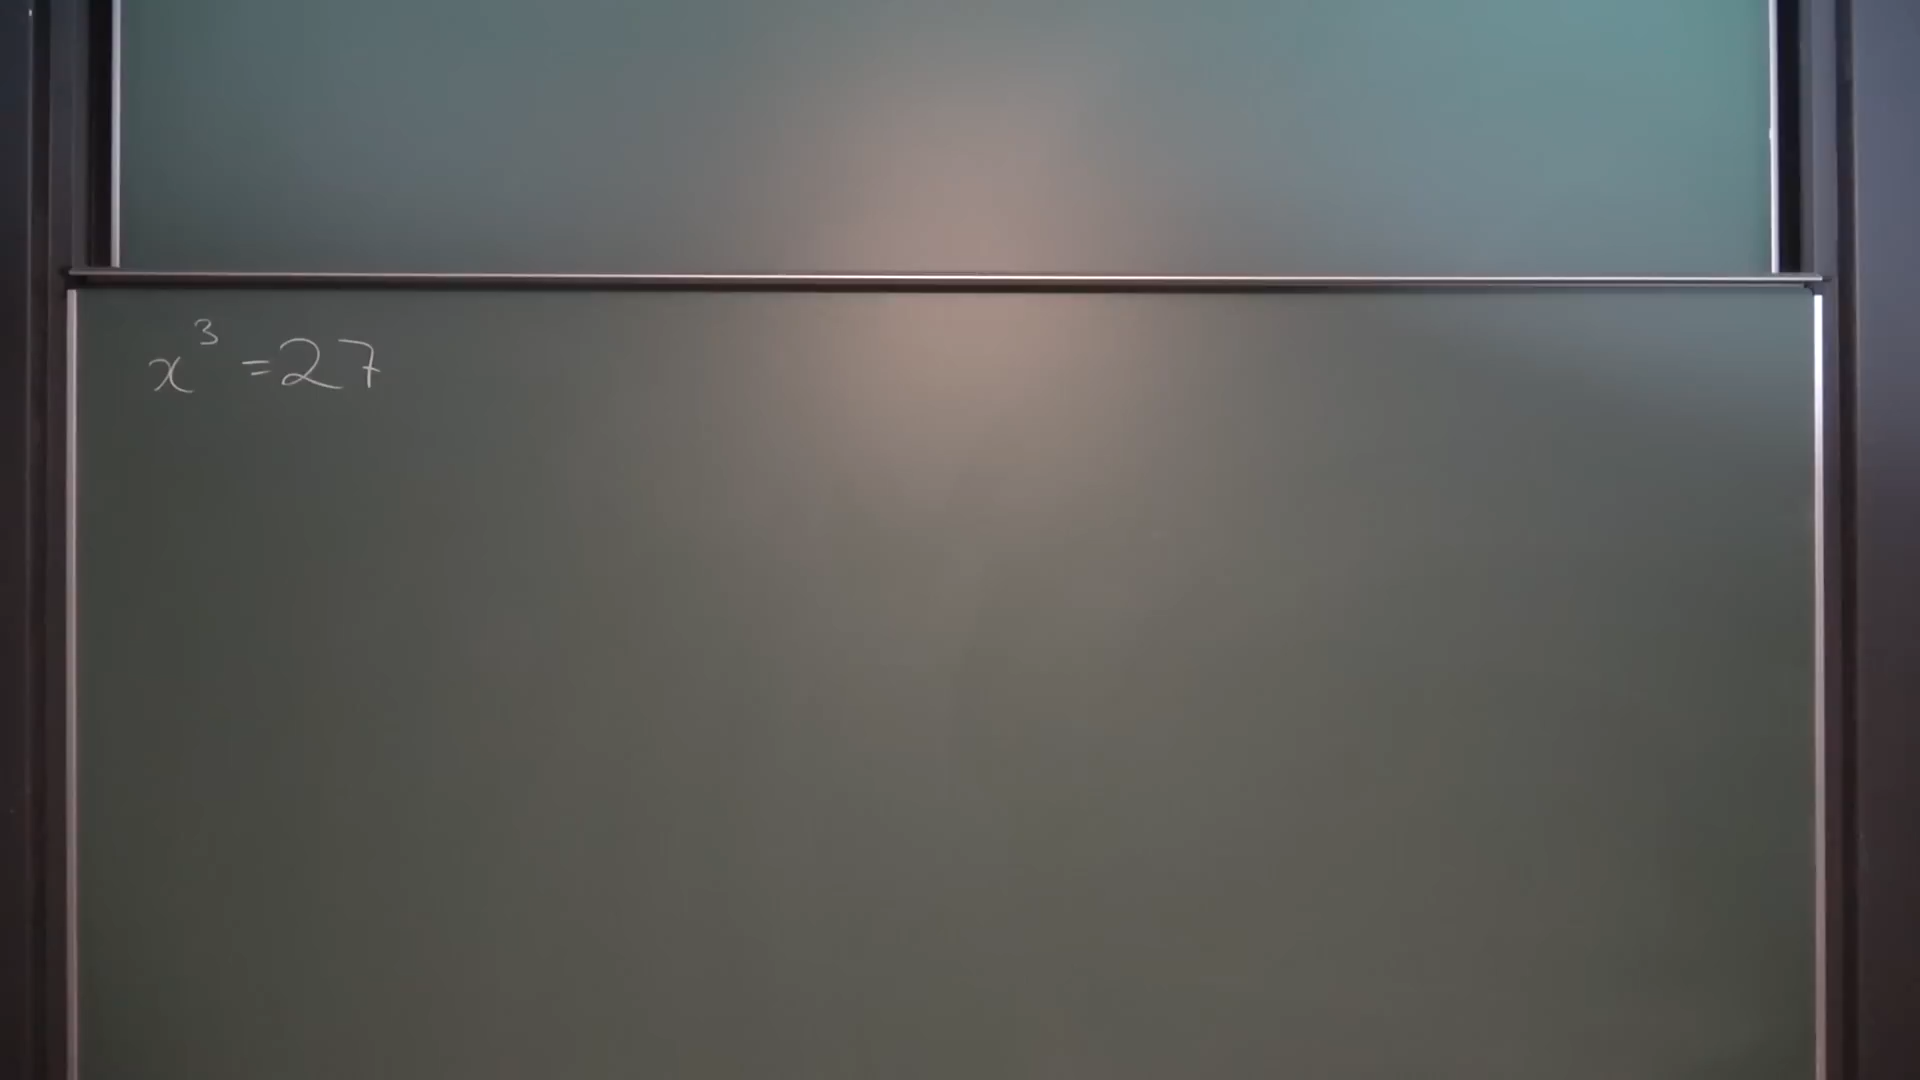 x³ = 27